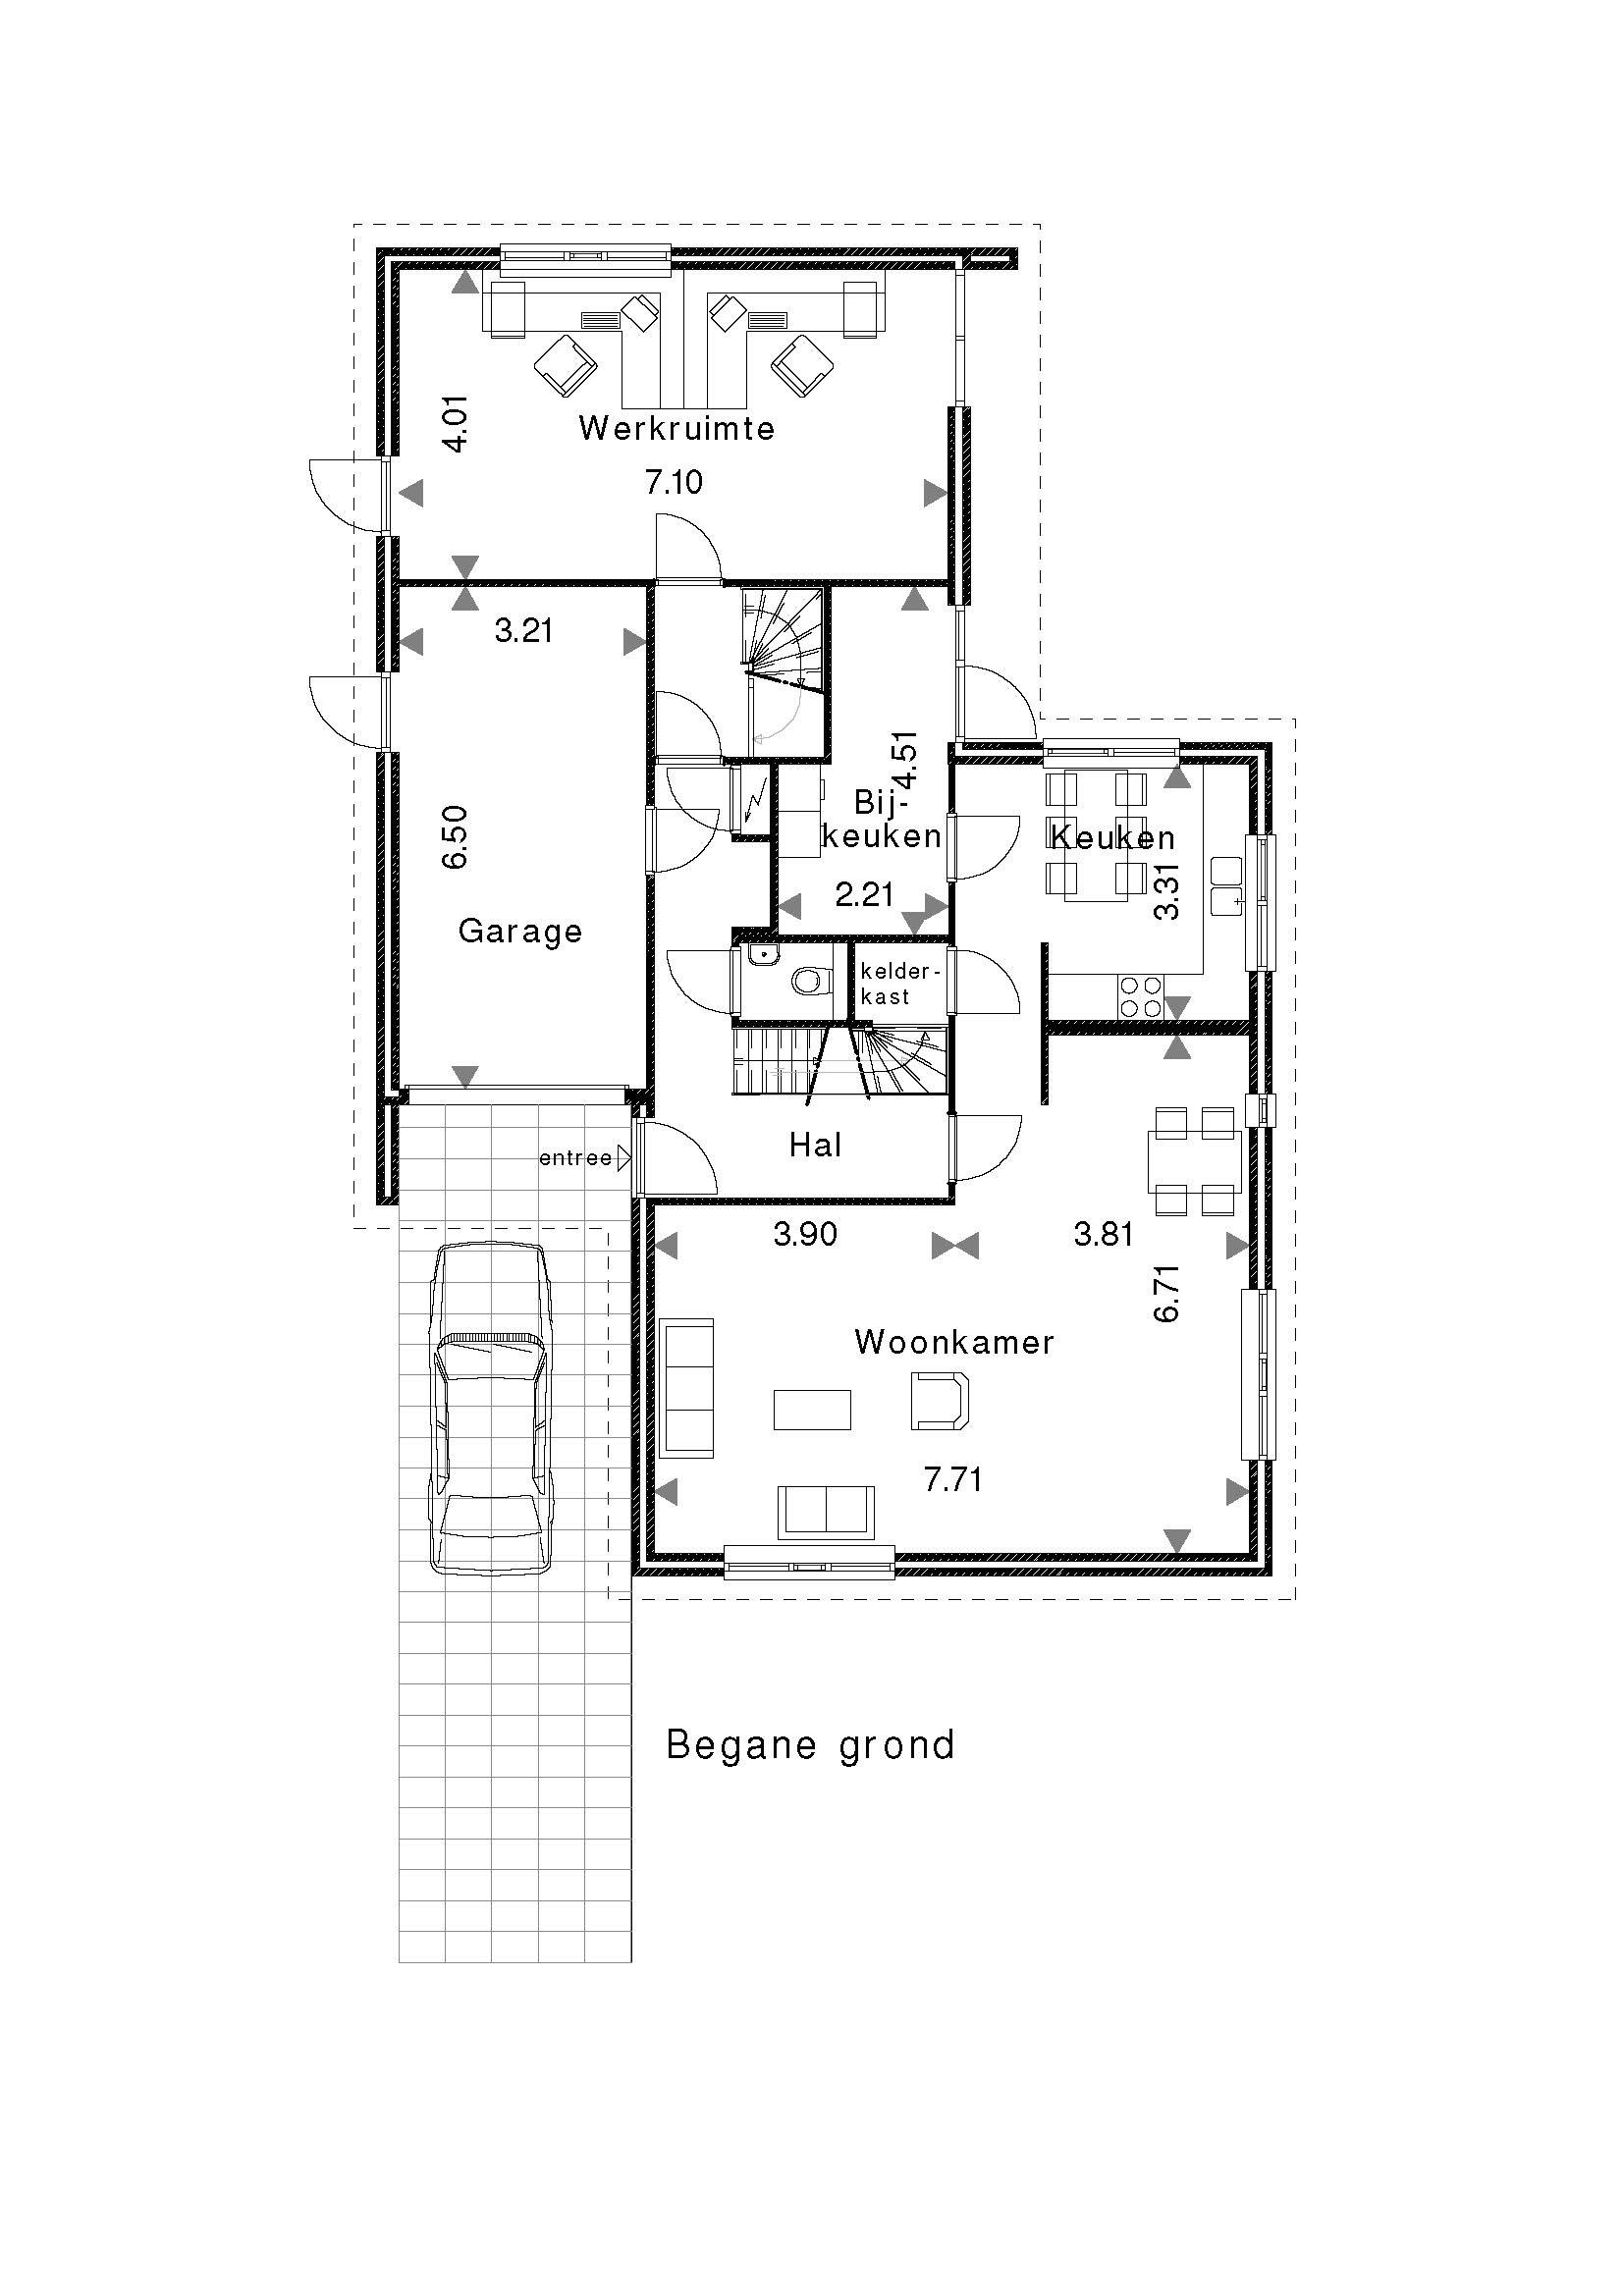 4.01
Werkruimte
7.10
3.21
4.51
Bij-
keuken
Keuken
6.50
3.31
2.21
Garage
kelder-
kast
Hal
entree
3.90
3.81
6.71
Woonkamer
7.71
Begane grond